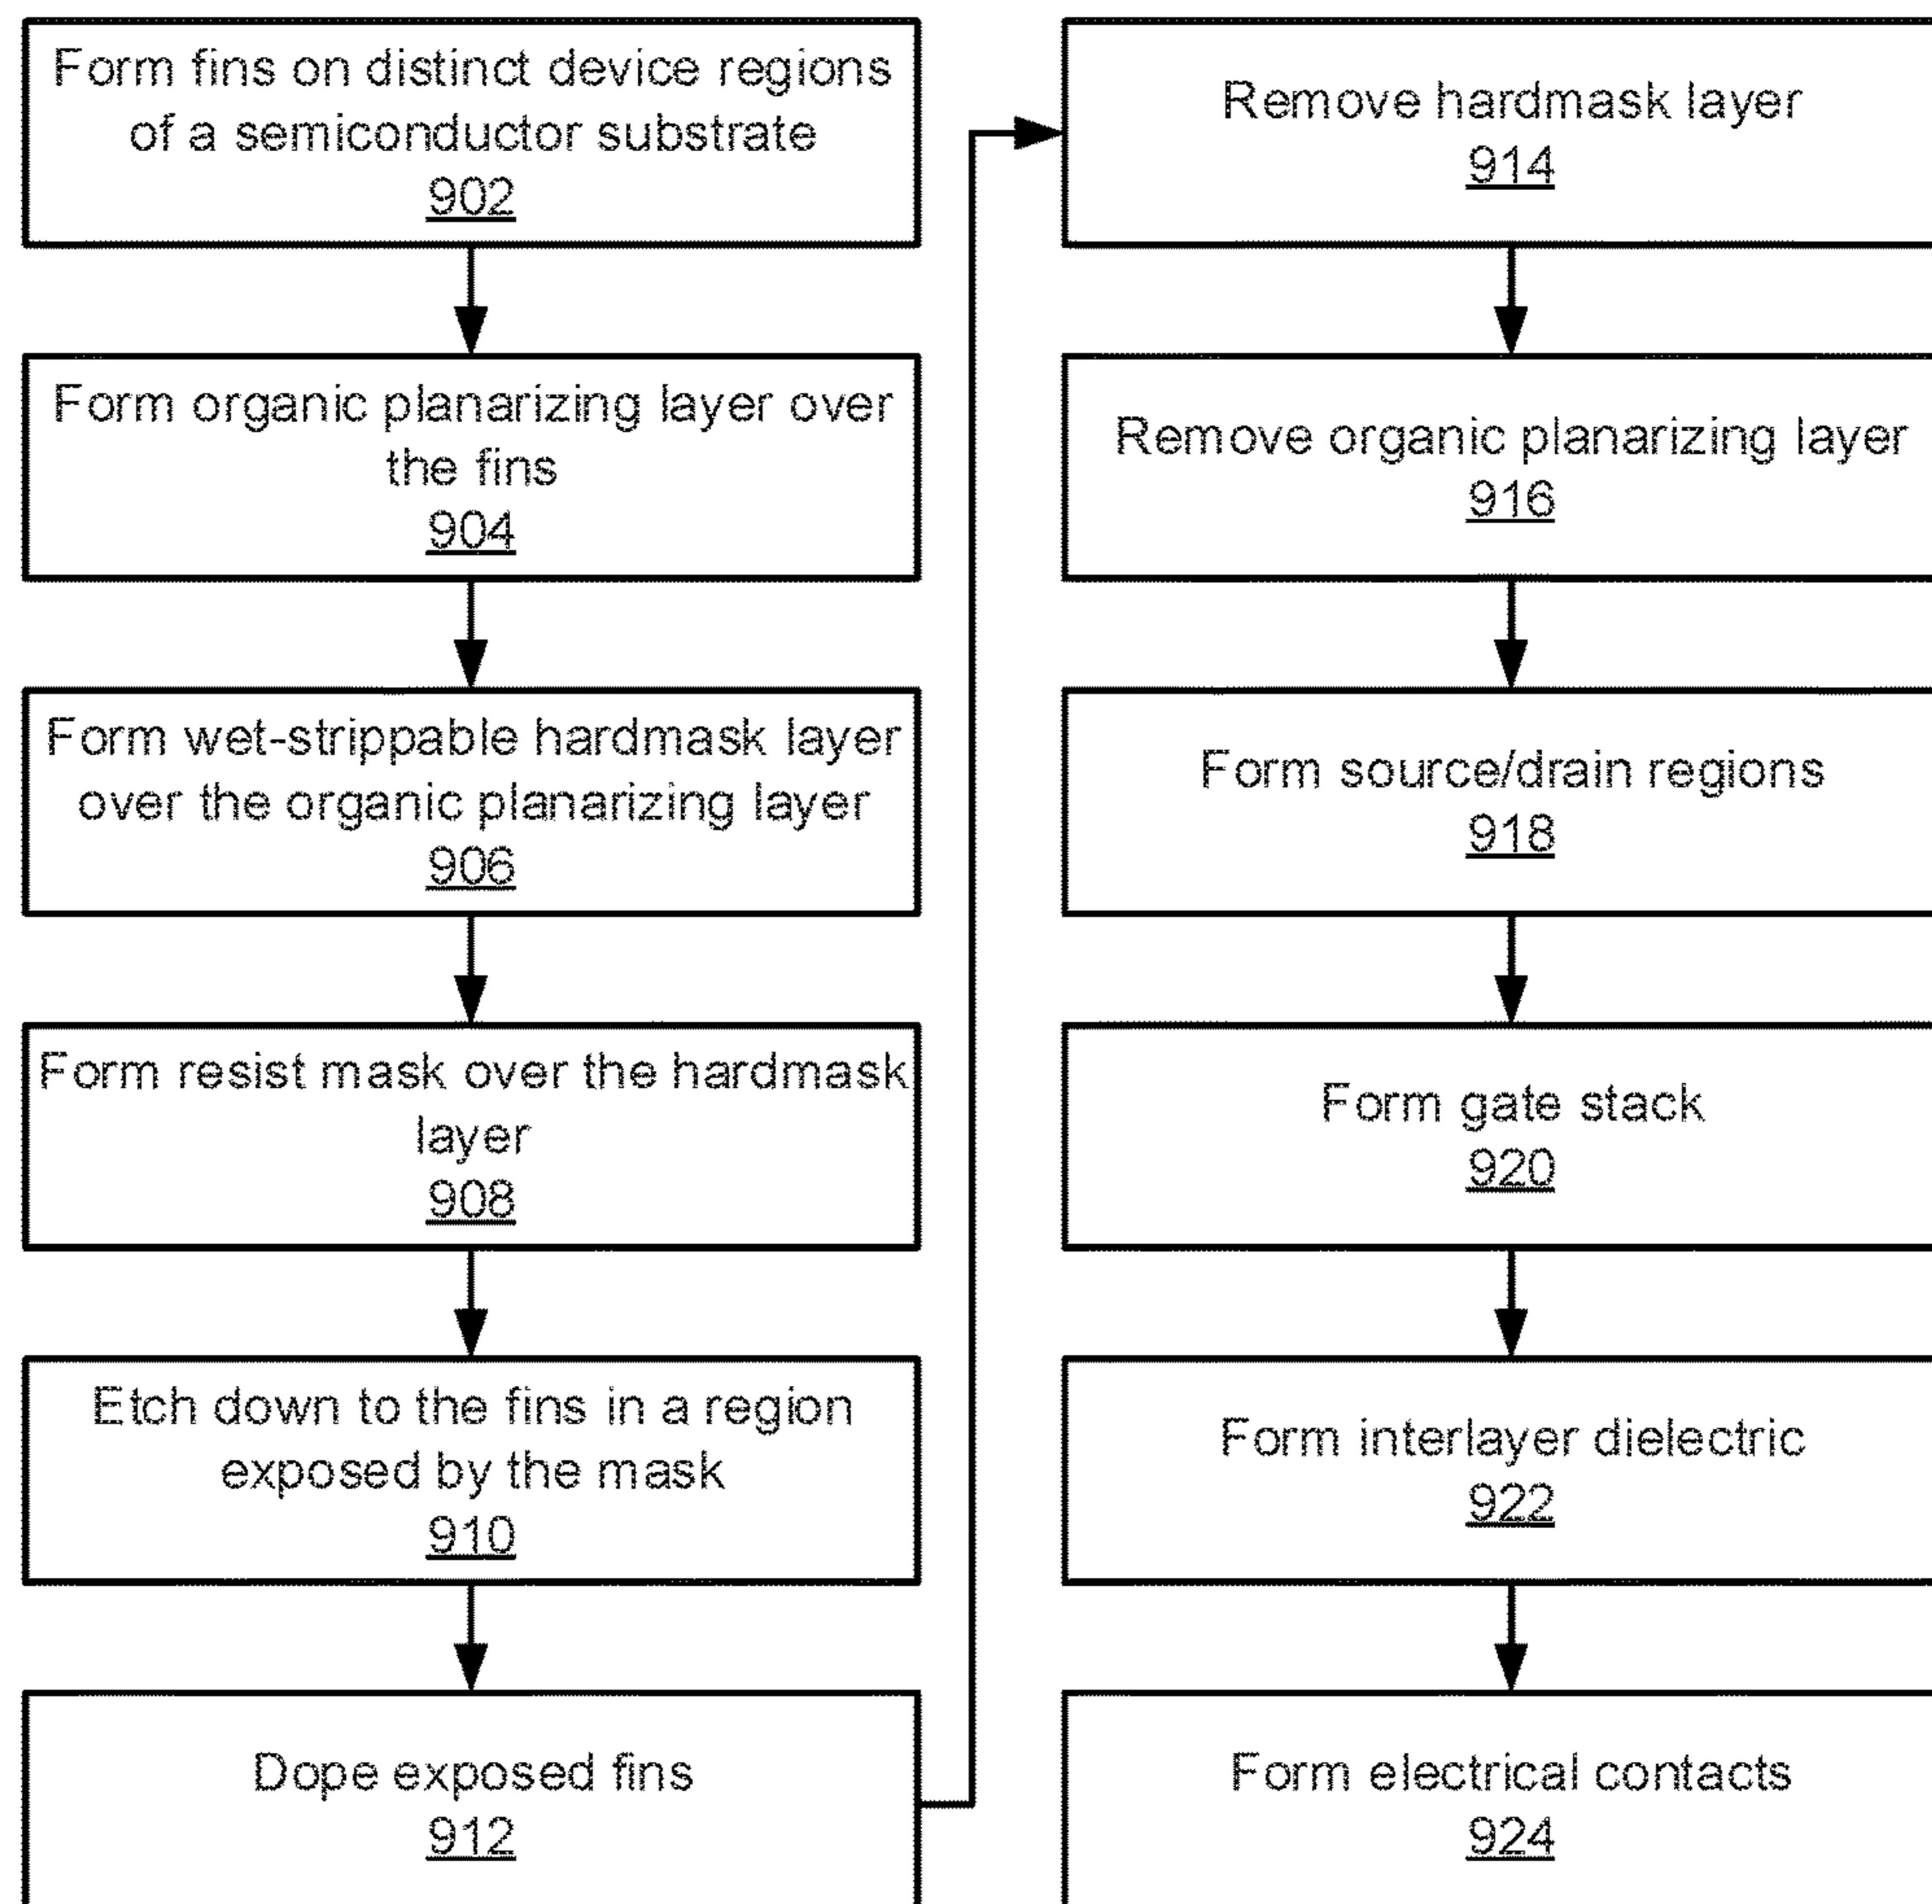 Form fins on distinct device regions
of a semiconductor substrate
902
Form organic planarizing layer over
the fins
904
Form wet-strippable hardmask layer
over the organic planarizing layer
906
Form resist mask over the hardmask
layer
908
Etch down to the fins in a region
exposed by the mask
910
Dope exposed fins
912
Remove hardmask layer
914
Remove organic planarizing layer
916
Form source/drain regions
918
Form gate stack
920
Form interlayer dielectric
922
Form electrical contacts
924